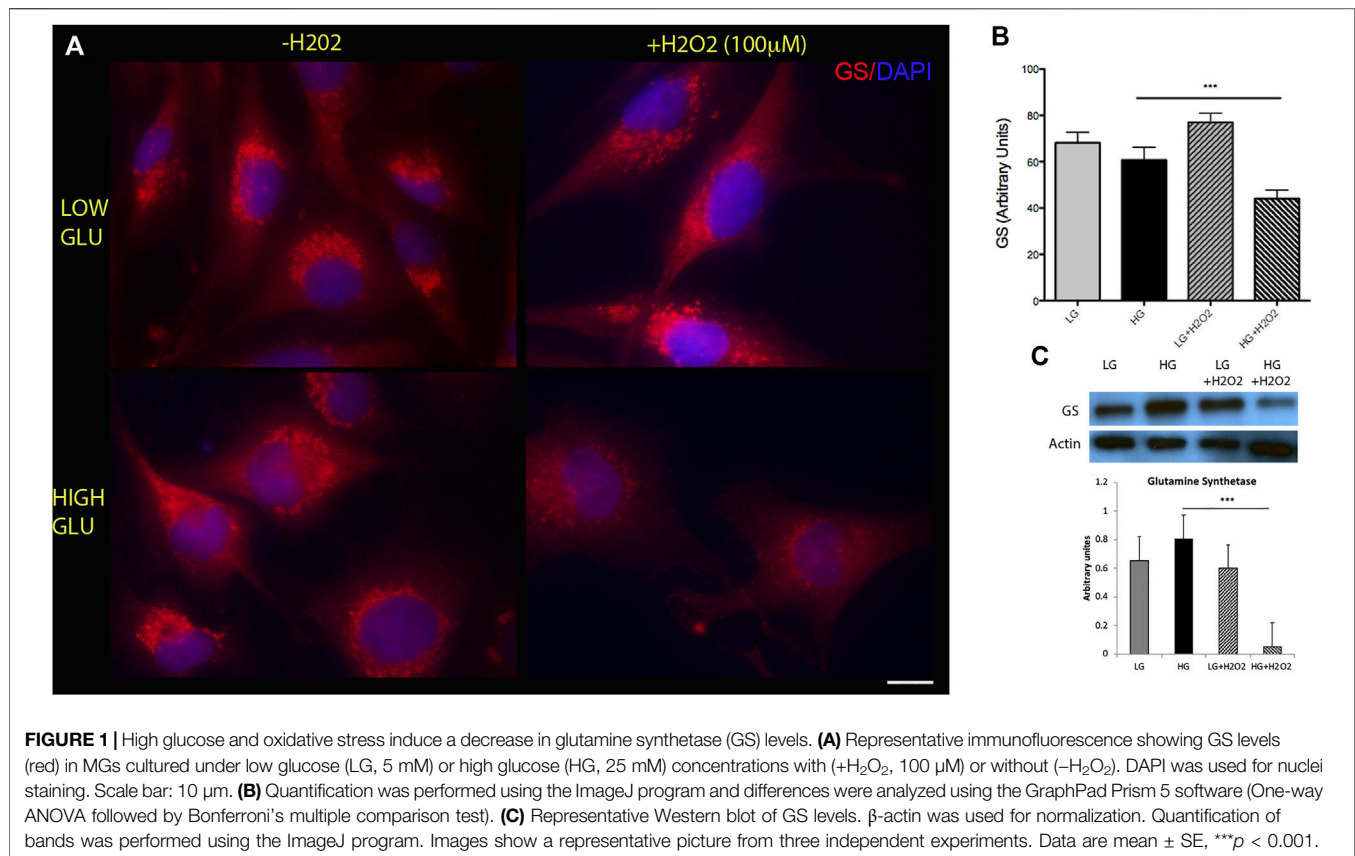 A
-H202
+H2O2 (100μM)
GS/DAPI
LOW
GLU
HIGH
GLU
B
GS (Arbitrary Units)
100
80
60
40
20
0
***
LG
HG
LG+H2O2
HG+H2O2
C
LG HG LG HG
+H2O2 +H2O2
GS
Actin
Glutamine Synthetase
Arbitrary unites
1.2
1
0.8
0.6
0.4
0.2
0
***
LG HG LG+H2O2 HG+H2O2
FIGURE 1 | High glucose and oxidative stress induce a decrease in glutamine synthetase (GS) levels. (A) Representative immunofluorescence showing GS levels
(red) in MGs cultured under low glucose (LG, 5 mM) or high glucose (HG, 25 mM) concentrations with (+H₂O₂, 100 μM) or without (−H₂O₂). DAPI was used for nuclei
staining. Scale bar: 10 μm. (B) Quantification was performed using the ImageJ program and differences were analyzed using the GraphPad Prism 5 software (One-way
ANOVA followed by Bonferroni's multiple comparison test). (C) Representative Western blot of GS levels. β-actin was used for normalization. Quantification of
bands was performed using the ImageJ program. Images show a representative picture from three independent experiments. Data are mean ± SE, ***p < 0.001.